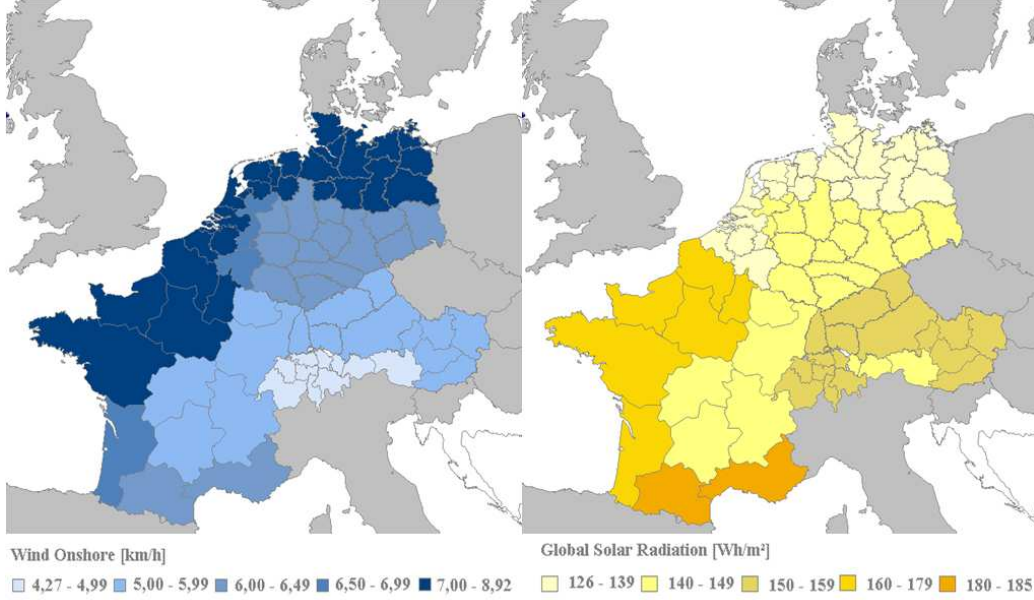 Wind Onshore [km/h]
4,27 - 4,99 5,00 - 5,99 6,00 - 6,49 6,50 - 6,99 7,00 - 8,92
Global Solar Radiation [Wh/m²]
126 - 139 140 - 149 150 - 159 160 - 179 180 - 185